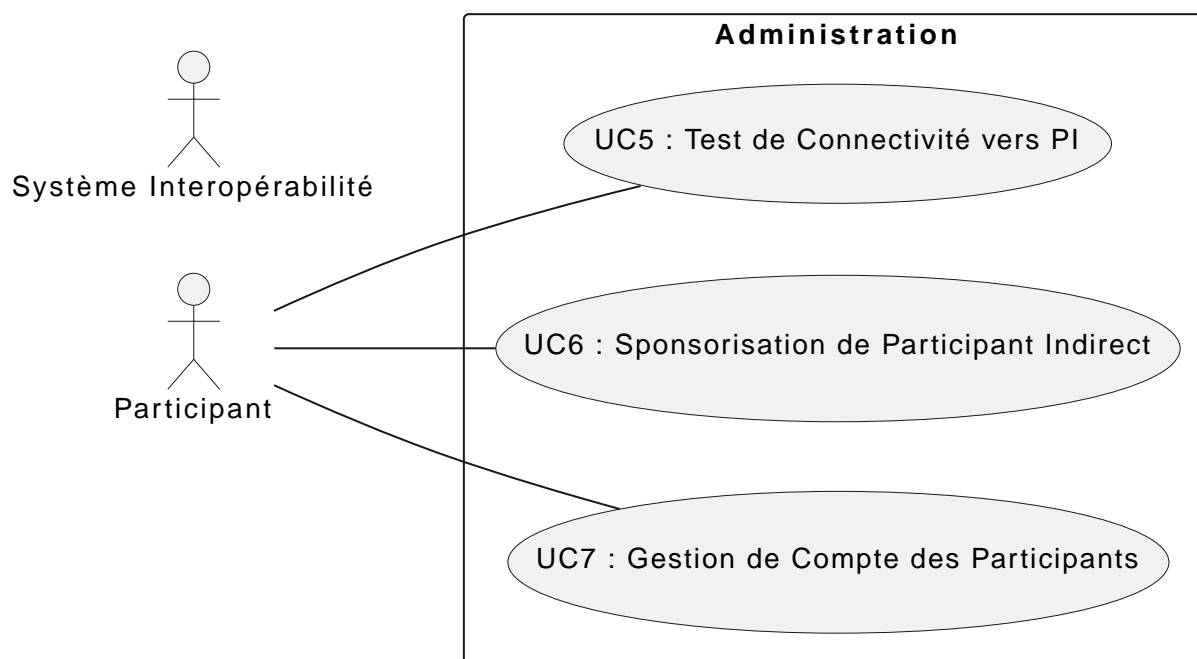 Administration
UC5 : Test de Connectivité vers PI
Système Interopérabilité
UC6 : Sponsorisation de Participant Indirect
Participant
UC7 : Gestion de Compte des Participants